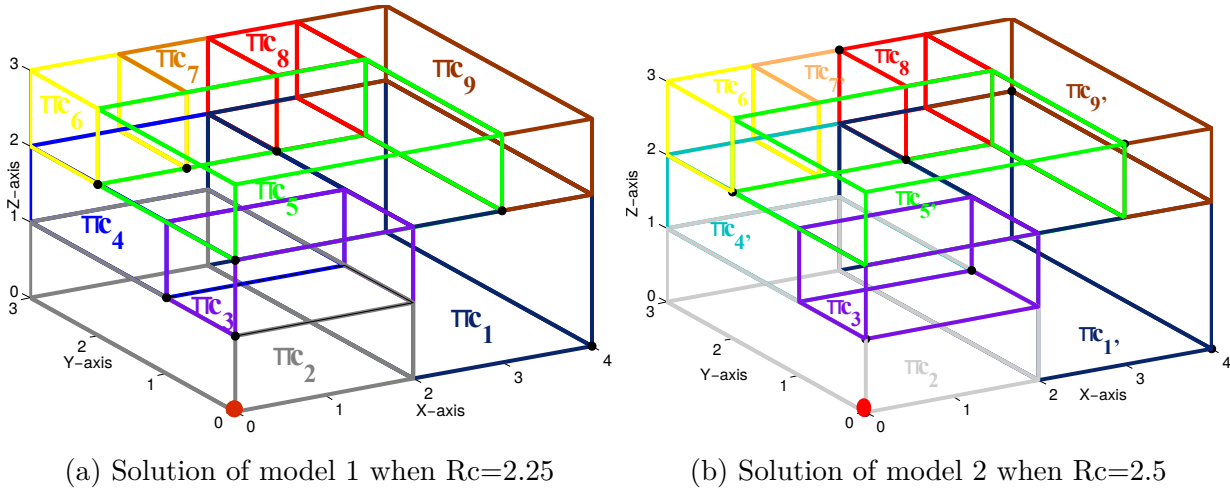 πc6 πc7 πc8 πc9
πc4 πc5
πc3
πc2 πc1
3
2
1
0
Z−axis
3
2
1
0
Y−axis
0
1
2
3
4
X−axis
(a) Solution of model 1 when Rc=2.25
πc6 πc7' πc8 πc9'
πc4' πc5'
πc3
πc2 πc1'
3
2
1
0
Z−axis
3
2
1
0
Y−axis
0
1
2
3
4
X−axis
(b) Solution of model 2 when Rc=2.5